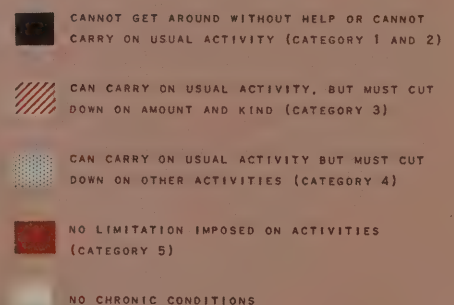 CANNOT GET AROUND WITHOUT HELP OR CANNOT
CARRY ON USUAL ACTIVITY (CATEGORY 1 AND 2)
CAN CARRY ON USUAL ACTIVITY, BUT MUST CUT
DOWN ON AMOUNT AND KIND (CATEGORY 3)
CAN CARRY ON USUAL ACTIVITY BUT MUST CUT
DOWN ON OTHER ACTIVITIES (CATEGORY 4)
NO LIMITATION IMPOSED ON ACTIVITIES
(CATEGORY 5)
NO CHRONIC CONDITIONS